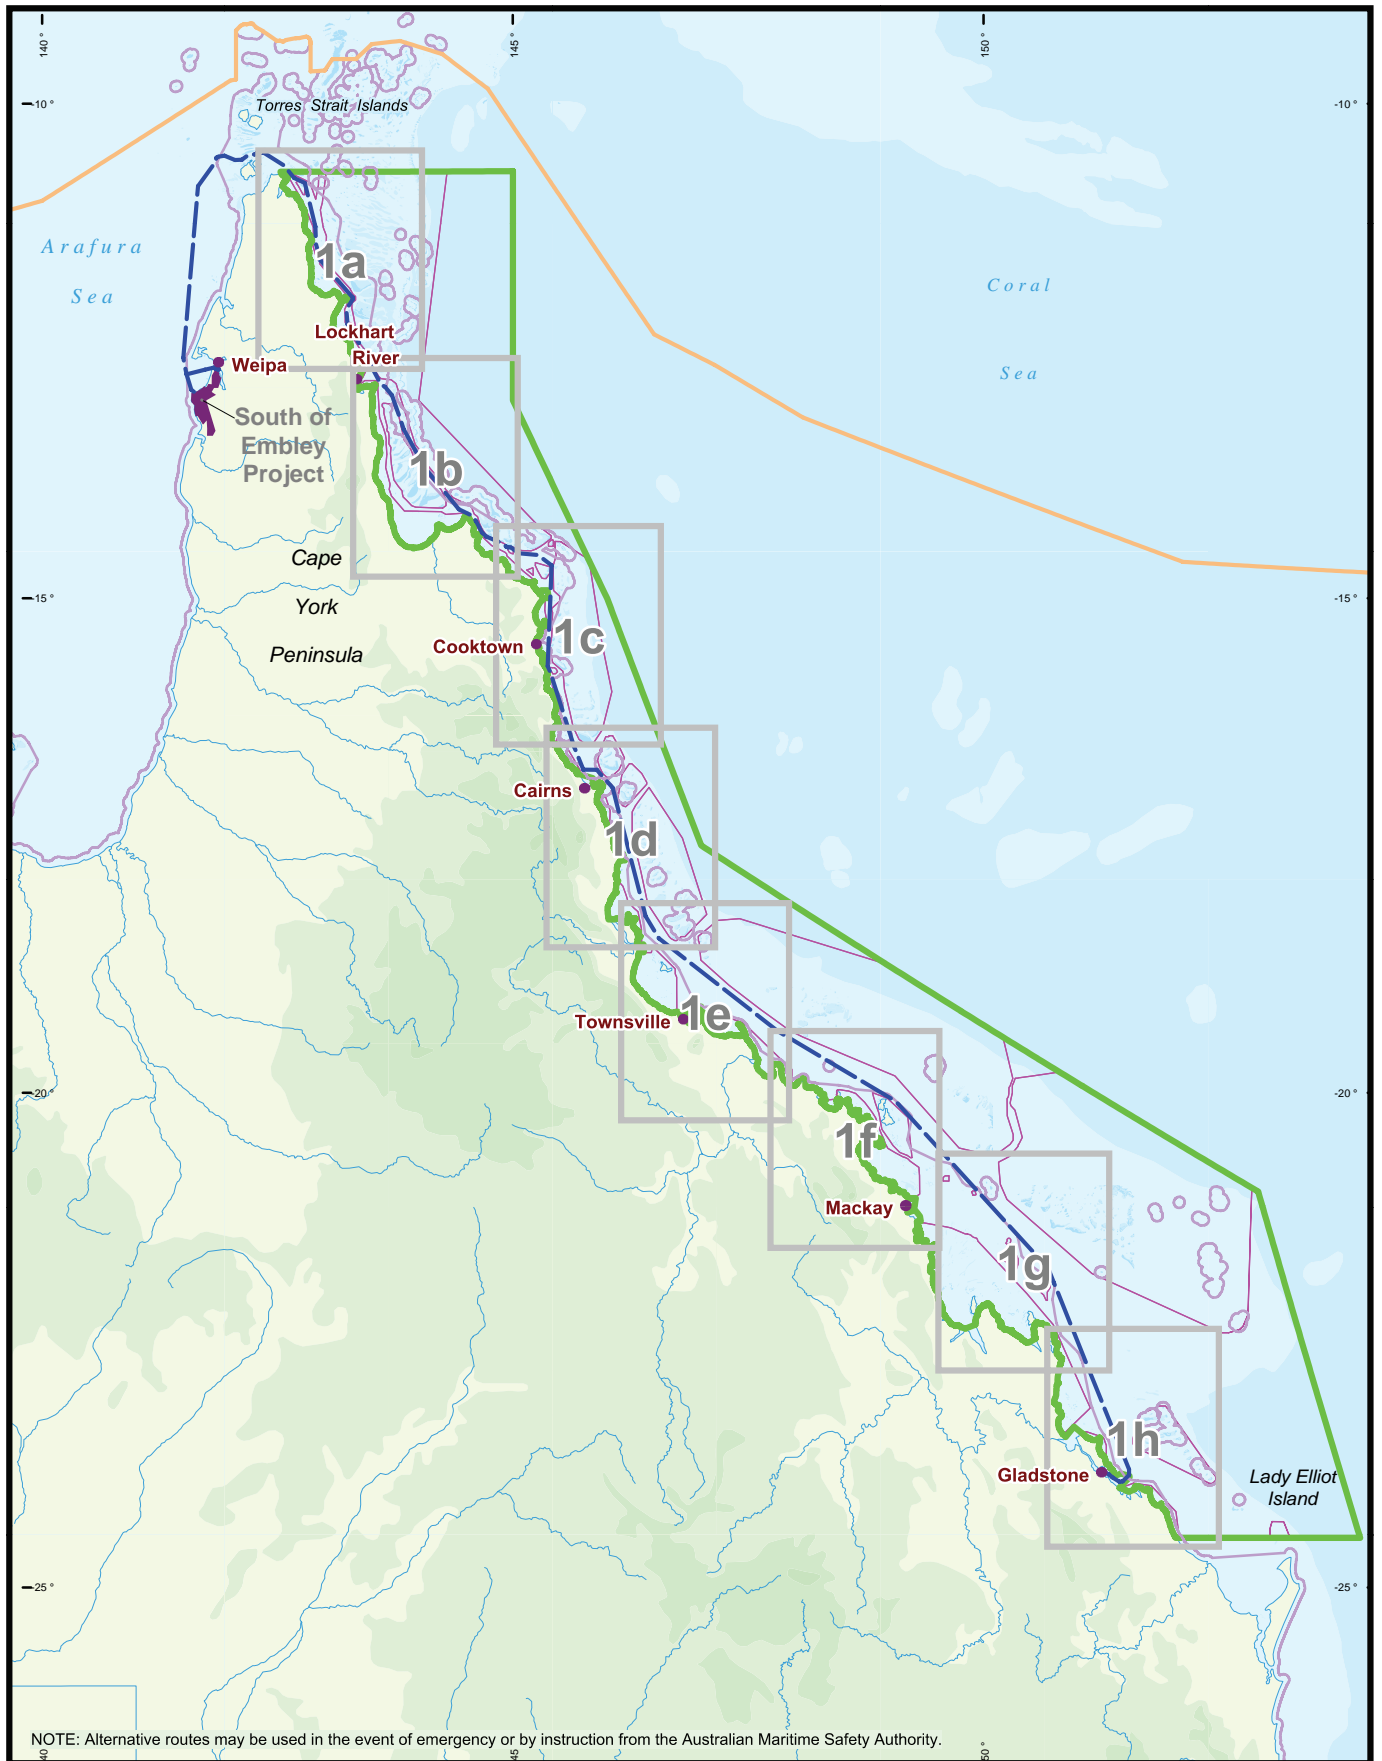 140 °
145 °
150 °
-10 °
-10 °
Torres Strait Islands
Arafura
Sea
Coral
Sea
1a
Lockhart
River
Weipa
South of
Embley
Project
1b
Cape
York
Peninsula
-15 °
-15 °
Cooktown
1c
Cairns
1d
Townsville
1e
-20 °
-20 °
1f
Mackay
1g
1h
Gladstone
Lady Elliot
Island
-25 °
-25 °
NOTE: Alternative routes may be used in the event of emergency or by instruction from the Australian Maritime Safety Authority.
40
45
50 °